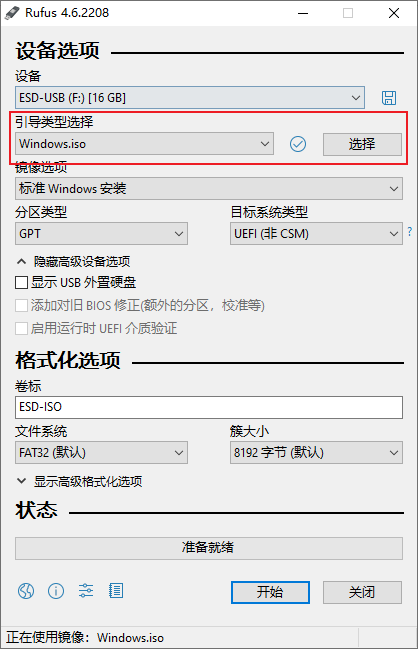 Rufus 4.6.2208
设备选项
设备
ESD-USB (F:) [16 GB]
引导类型选择
Windows.iso
选择
镜像选项
标准 Windows 安装
分区类型 目标系统类型
GPT UEFI (非 CSM) ?
隐藏高级设备选项
显示 USB 外置硬盘
添加对旧 BIOS 修正(额外的分区，校准等)
启用运行时 UEFI 介质验证
格式化选项
卷标
ESD-ISO
文件系统 簇大小
FAT32 (默认) 8192 字节 (默认)
显示高级格式化选项
状态
准备就绪
开始 关闭
正在使用镜像：Windows.iso